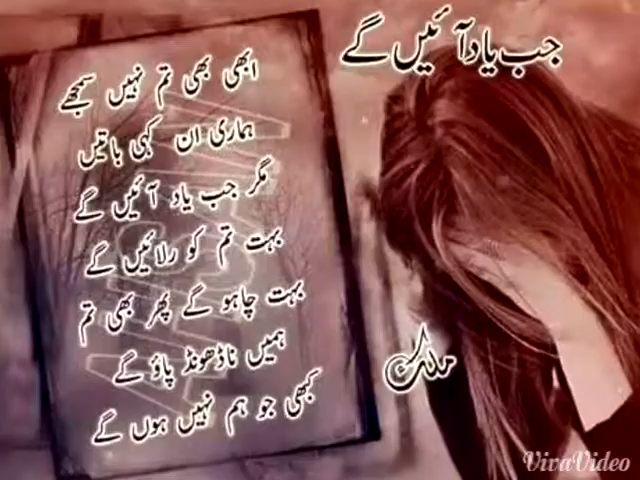 جب یاد آئیں گے
ابھی بھی تم نہیں سمجھے
ہماری ان کہی باتیں
مگر جب یاد آئیں گے
بہت تم کو رلائیں گے
بہت چاہو گے پھر بھی تم
ہمیں نا ڈھونڈ پاؤ گے
کبھی جو ہم نہیں ہوں گے
ملک
VivaVideo